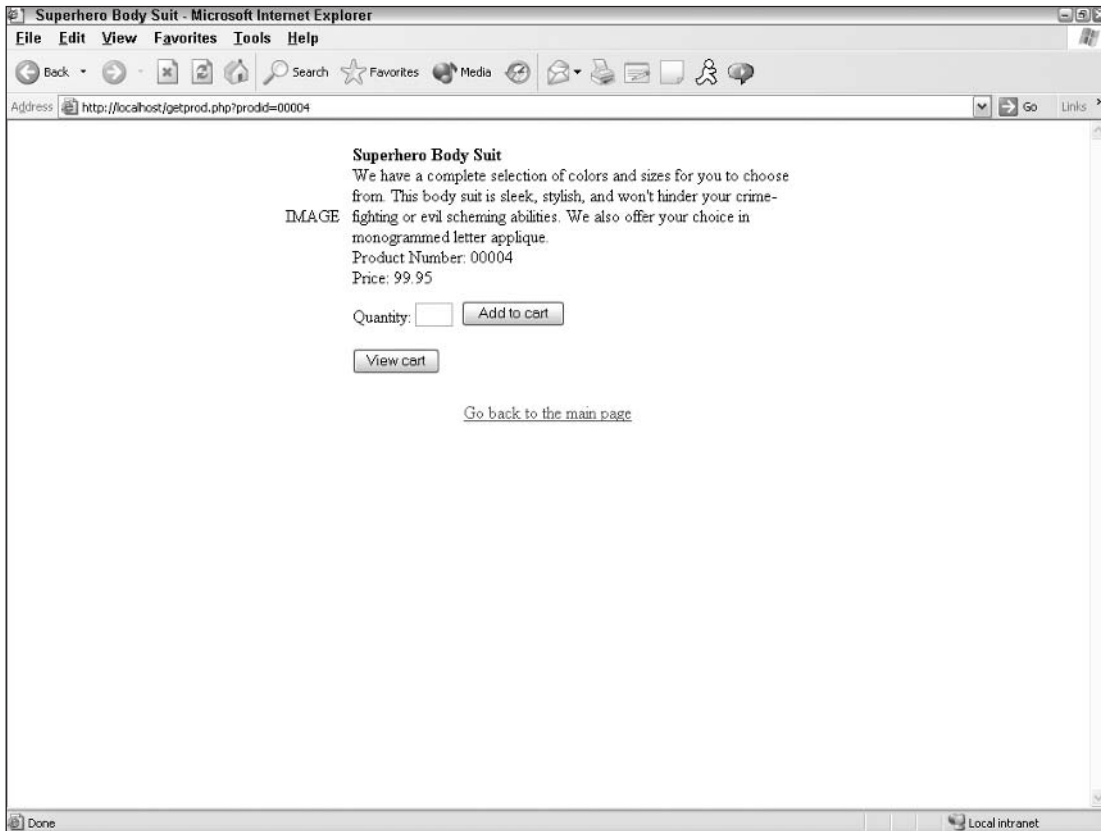 Superhero Body Suit - Microsoft Internet Explorer
File Edit View Favorites Tools Help
Back Search Favorites Media
Address http://localhost/getprod.php?prodid=00004 Go Links
Superhero Body Suit
We have a complete selection of colors and sizes for you to choose
from. This body suit is sleek, stylish, and won't hinder your crime-
IMAGE fighting or evil scheming abilities. We also offer your choice in
monogrammed letter applique.
Product Number: 00004
Price: 99.95
Quantity: Add to cart
View cart
Go back to the main page
Done Local intranet